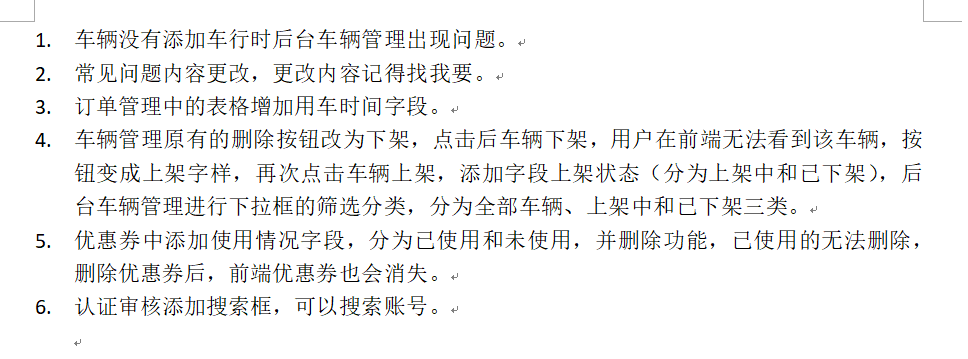 1. 车辆没有添加车行时后台车辆管理出现问题。
2. 常见问题内容更改，更改内容记得找我要。
3. 订单管理中的表格增加用车时间字段。
4. 车辆管理原有的删除按钮改为下架，点击后车辆下架，用户在前端无法看到该车辆，按
钮变成上架字样，再次点击车辆上架，添加字段上架状态（分为上架中和已下架），后
台车辆管理进行下拉框的筛选分类，分为全部车辆、上架中和已下架三类。
5. 优惠券中添加使用情况字段，分为已使用和未使用，并删除功能，已使用的无法删除，
删除优惠券后，前端优惠券也会消失。
6. 认证审核添加搜索框，可以搜索账号。